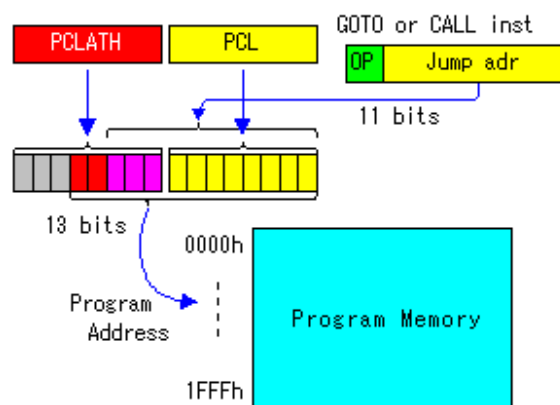 GOTO or CALL inst
PCLATH
PCL
OP
Jump adr
11 bits
13 bits
0000h
Program
Address
Program Memory
1FFFh